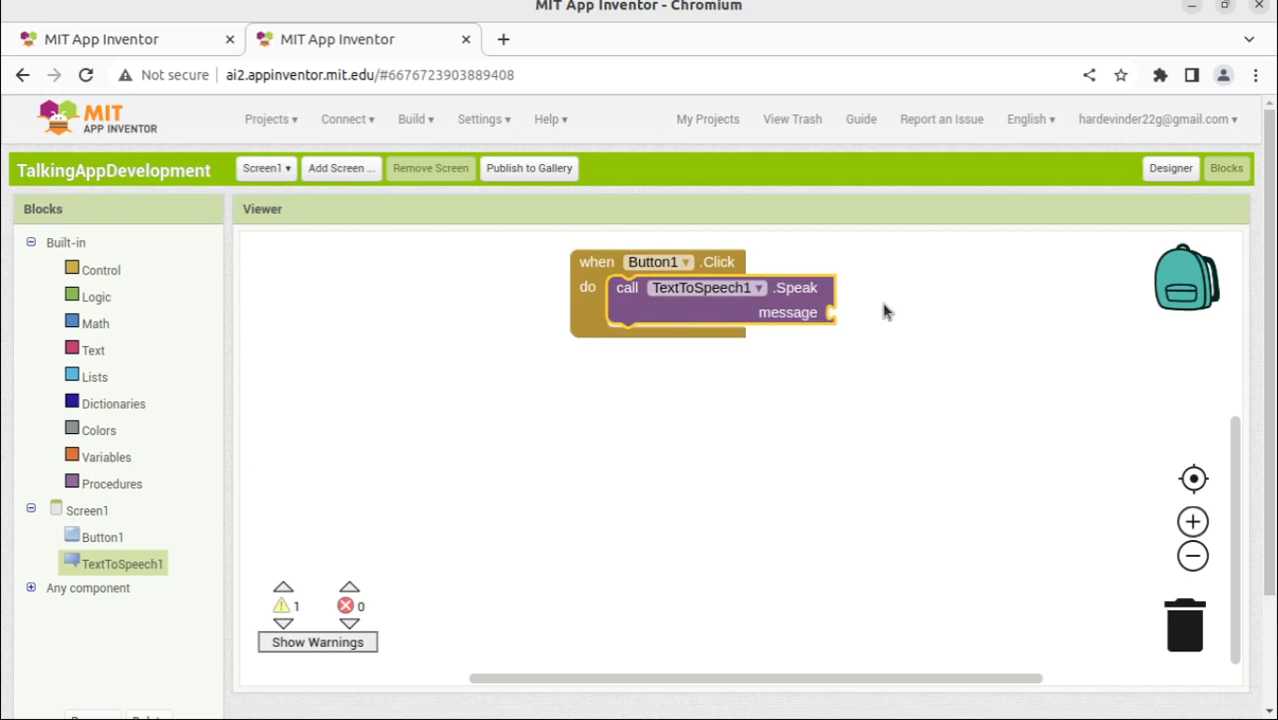 MIT App Inventor - Chromium
MIT App Inventor
MIT App Inventor
Not secure
ai2.appinventor.mit.edu/#6676723903889408
MIT
APP INVENTOR
Projects
Connect
Build
Settings
Help
My Projects
View Trash
Guide
Report an Issue
English
hardevinder22g@gmail.com
TalkingAppDevelopment
Screen1
Add Screen ...
Remove Screen
Publish to Gallery
Designer
Blocks
Blocks
Viewer
Built-in
Control
Logic
Math
Text
Lists
Dictionaries
Colors
Variables
Procedures
Screen1
Button1
TextToSpeech1
Any component
when Button1 .Click
do call TextToSpeech1 .Speak
message
1
0
Show Warnings